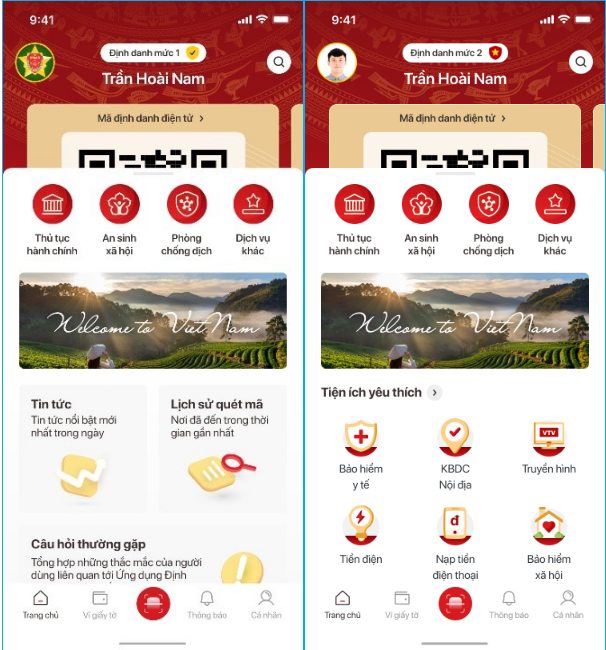 9:41
Định danh mức 1
Trần Hoài Nam
Mã định danh điện tử
Thủ tục
hành chính
An sinh
xã hội
Phòng
chống dịch
Dịch vụ
khác
Welcome to Việt Nam
Tin tức
Tin tức nổi bật mới
nhất trong ngày
Lịch sử quét mã
Nơi đã đến trong thời
gian gần nhất
Câu hỏi thường gặp
Tổng hợp những thắc mắc của người
dùng liên quan tới Ứng dụng Định
Trang chủ
Ví giấy tờ
Thông báo
Cá nhân
9:41
Định danh mức 2
Trần Hoài Nam
Mã định danh điện tử
Thủ tục
hành chính
An sinh
xã hội
Phòng
chống dịch
Dịch vụ
khác
Welcome to Việt Nam
Tiện ích yêu thích
Bảo hiểm
y tế
KBDC
Nội địa
VTV
Truyền hình
Tiền điện
đ
Nạp tiền
điện thoại
Bảo hiểm
xã hội
Trang chủ
Ví giấy tờ
Thông báo
Cá nhân